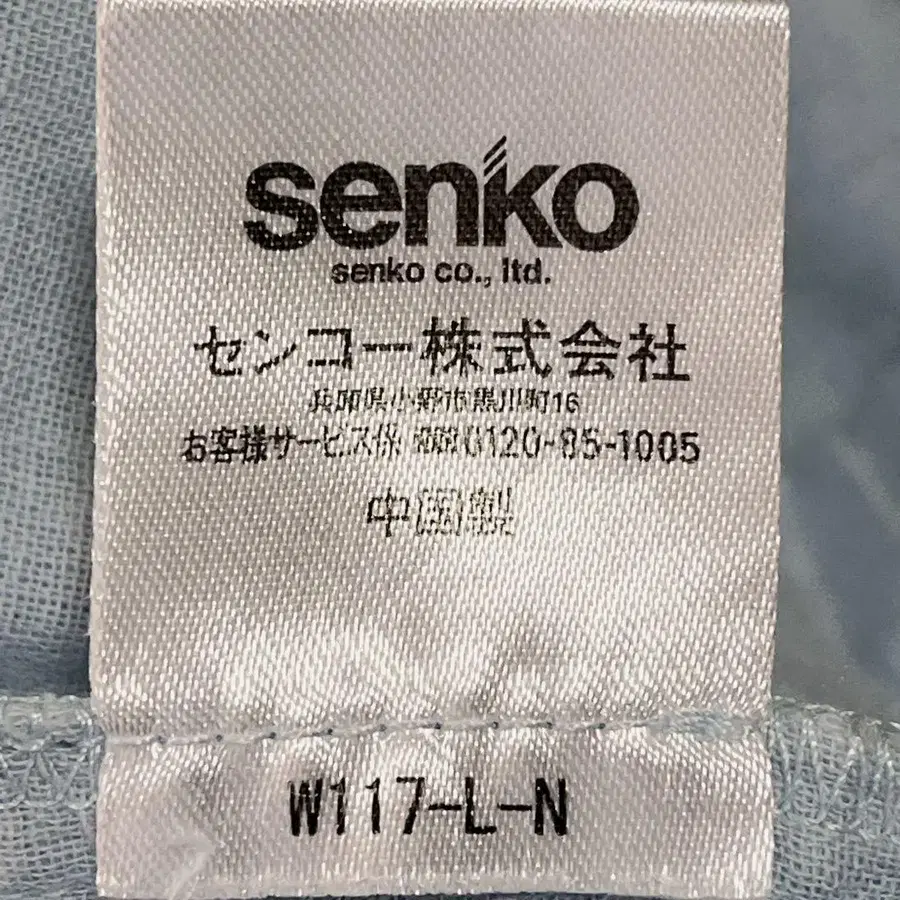 senko
senko co., ltd.
センコー株式会社
兵庫県小野市黒川町16
お客様サービス係 0120-85-1005
中国製
W117-L-N